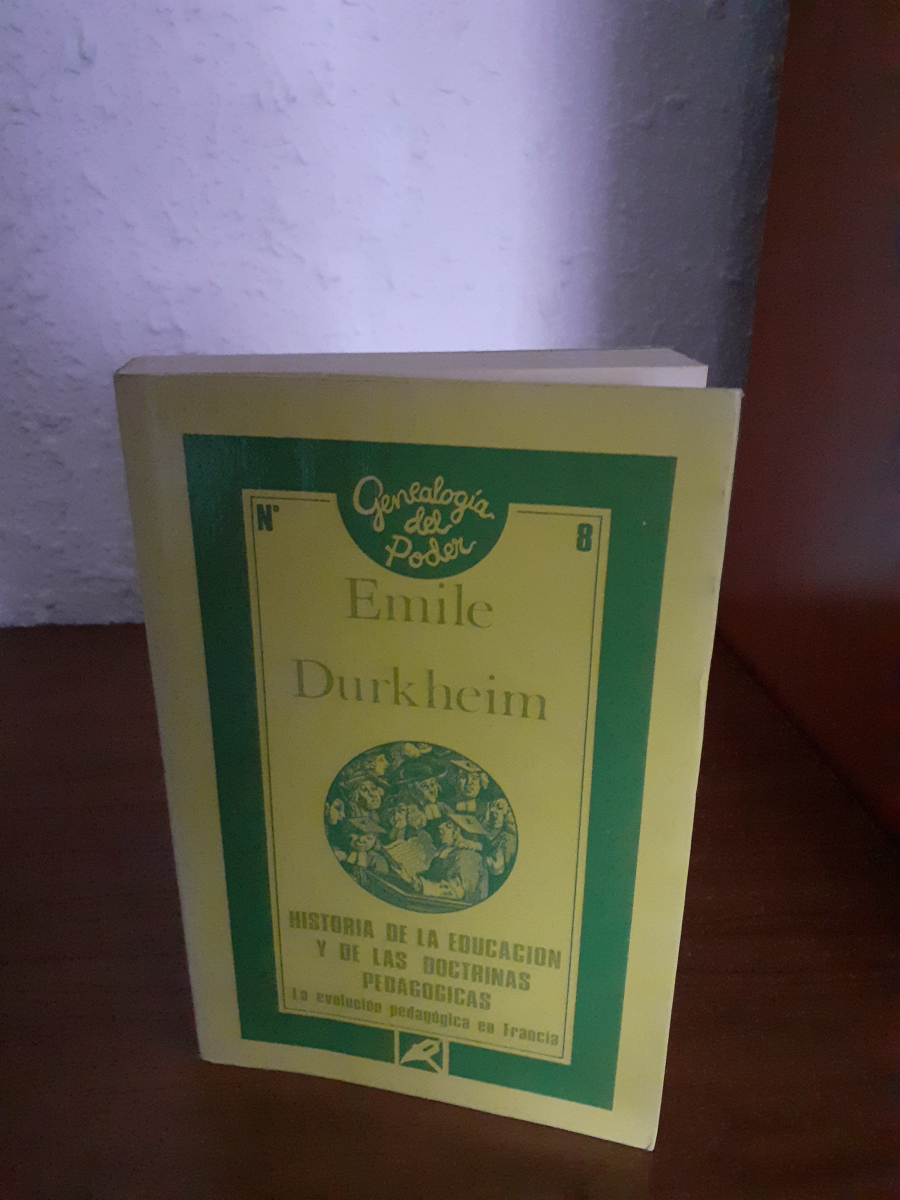 Genealogía
del
Poder
Nº
8
Emile
Durkheim
HISTORIA DE LA EDUCACION
Y DE LAS DOCTRINAS
PEDAGOGICAS
La evolución pedagógica en Francia